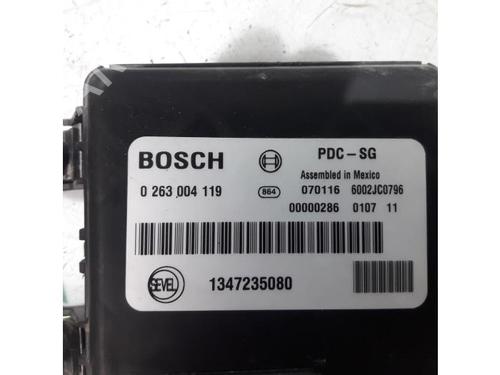 BOSCH PDC-SG
Assembled in Mexico
0 263 004 119 864 070116 6002JC0796
00000286 0107 11
SEVEL 1347235080